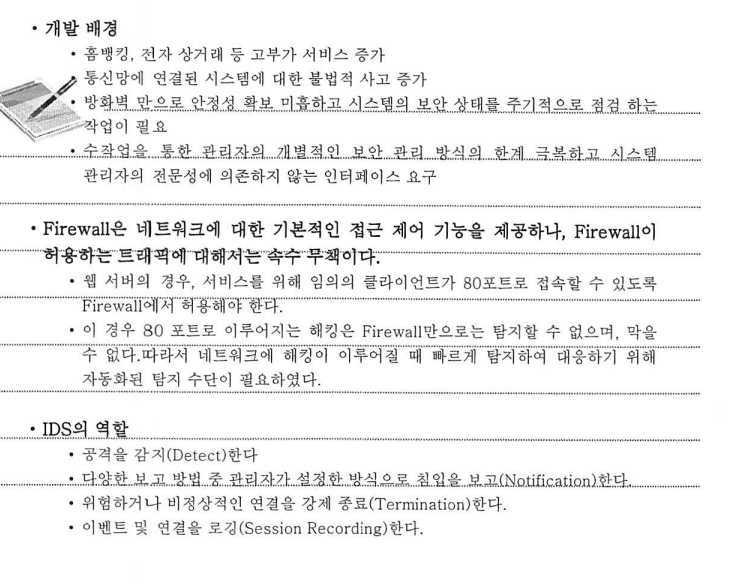 • 개발 배경
• 홈뱅킹, 전자 상거래 등 고부가 서비스 증가
• 통신망에 연결된 시스템에 대한 불법적 사고 증가
• 방화벽 만으로 안정성 확보 미흡하고 시스템의 보안 상태를 주기적으로 점검 하는
작업이 필요
• 수작업을 통한 관리자의 개별적인 보안 관리 방식의 한계 극복하고 시스템
관리자의 전문성에 의존하지 않는 인터페이스 요구
• Firewall은 네트워크에 대한 기본적인 접근 제어 기능을 제공하나, Firewall이
허용하는 트래픽에 대해서는 속수 무책이다.
• 웹 서버의 경우, 서비스를 위해 임의의 클라이언트가 80포트로 접속할 수 있도록
Firewall에서 허용해야 한다.
• 이 경우 80 포트로 이루어지는 해킹은 Firewall만으로는 탐지할 수 없으며, 막을
수 없다.따라서 네트워크에 해킹이 이루어질 때 빠르게 탐지하여 대응하기 위해
자동화된 탐지 수단이 필요하였다.
• IDS의 역할
• 공격을 감지(Detect)한다
• 다양한 보고 방법 중 관리자가 설정한 방식으로 침입을 보고(Notification)한다.
• 위험하거나 비정상적인 연결을 강제 종료(Termination)한다.
• 이벤트 및 연결을 로깅(Session Recording)한다.